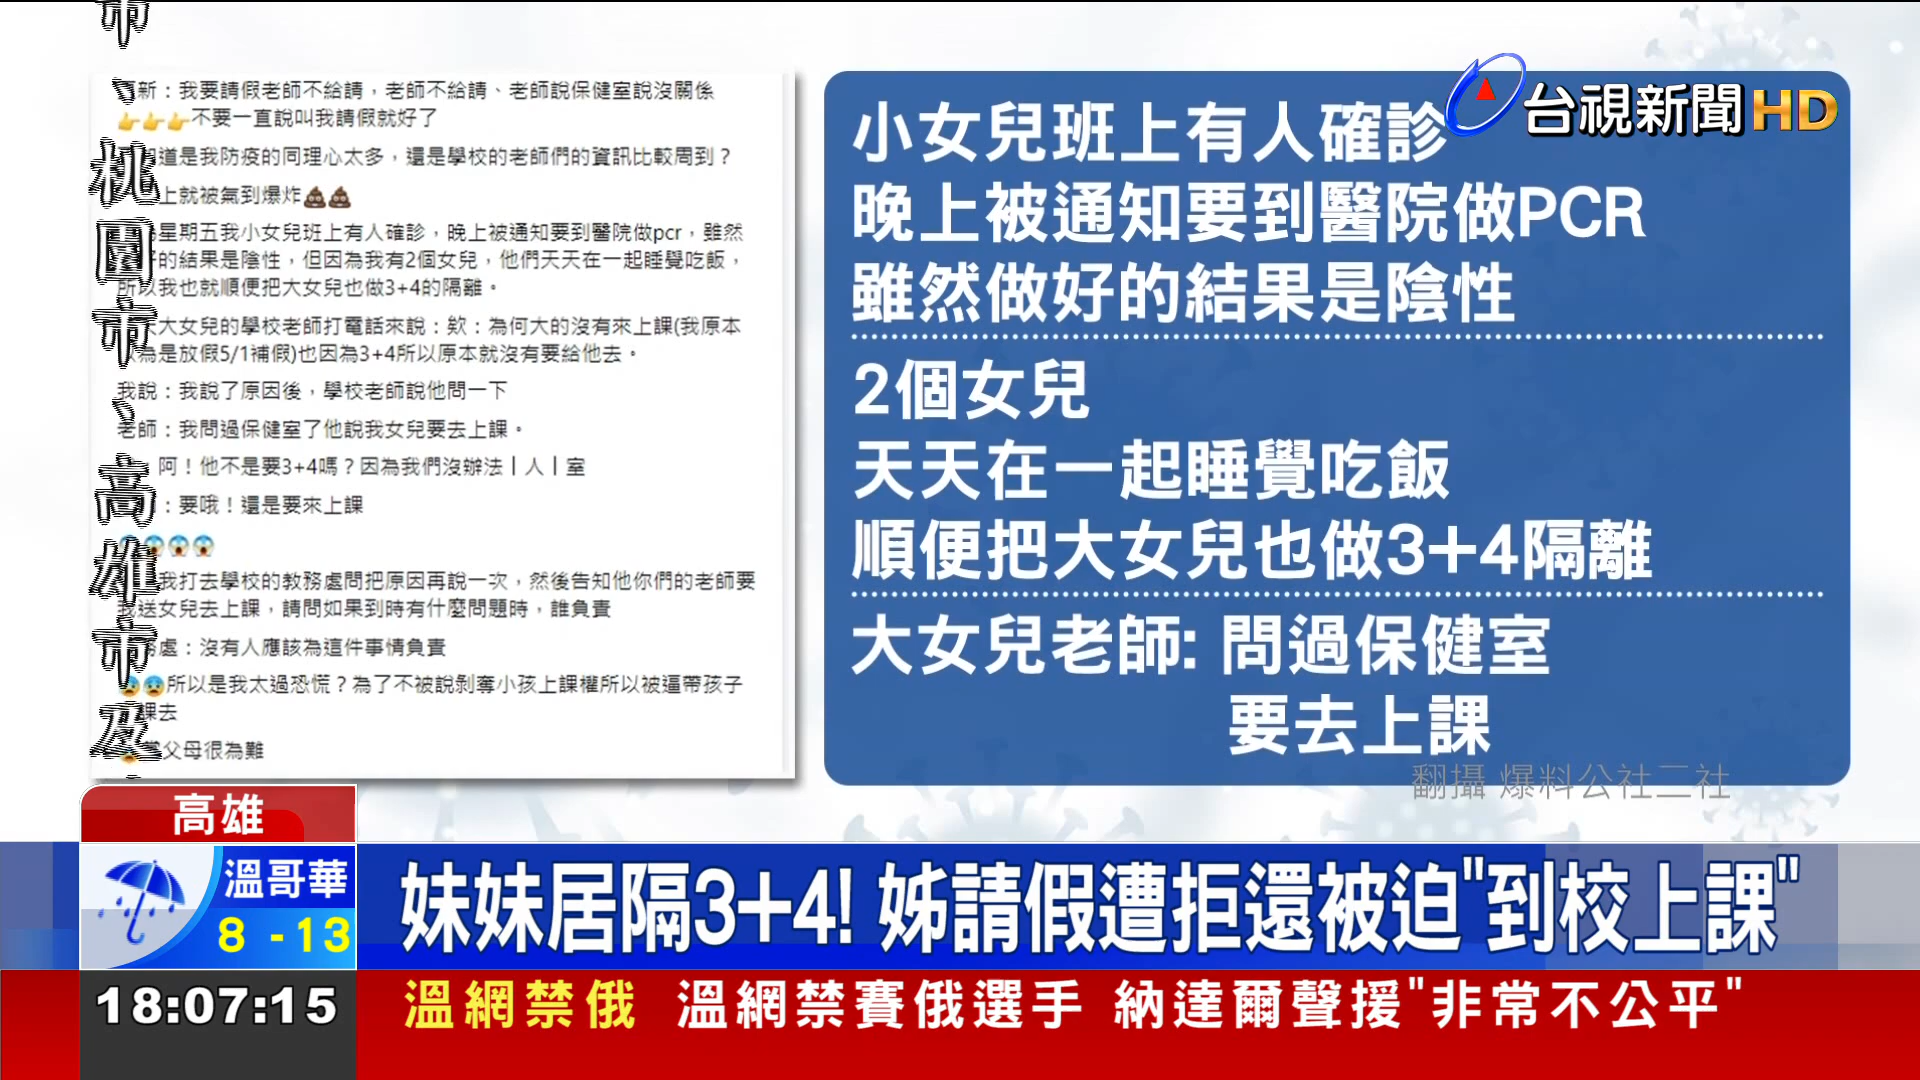 市、桃園市、高雄市及
新：我要請假老師不給請，老師不給請、老師說保健室說沒關係
👉👉👉不要一直說叫我請假就好了
道是我防疫的同理心太多，還是學校的老師們的資訊比較周到？
上就被氣到爆炸💩💩
星期五我小女兒班上有人確診，晚上被通知要到醫院做pcr，雖然
的結果是陰性，但因為我有2個女兒，他們天天在一起睡覺吃飯，
所以我也就順便把大女兒也做3+4的隔離。
大女兒的學校老師打電話來說：欸：為何大的沒有來上課(我原本
以為是放假5/1補假)也因為3+4所以原本就沒有要給他去。
我說：我說了原因後，學校老師說他問一下
老師：我問過保健室了他說我女兒要去上課。
阿！他不是要3+4嗎？因為我們沒辦法丨人丨室
：要哦！還是要來上課
😱😱😱😱
我打去學校的教務處問把原因再說一次，然後告知他你們的老師要
我送女兒去上課，請問如果到時有什麼問題時，誰負責
處：沒有人應該為這件事情負責
😰😰所以是我太過恐慌？為了不被說剝奪小孩上課權所以被逼帶孩子
課去
父母很為難
台視新聞HD
小女兒班上有人確診
晚上被通知要到醫院做PCR
雖然做好的結果是陰性
2個女兒
天天在一起睡覺吃飯
順便把大女兒也做3+4隔離
大女兒老師: 問過保健室
要去上課
翻攝 爆料公社二社
高雄
溫哥華
8 - 13
妹妹居隔3+4! 姊請假遭拒還被迫"到校上課"
18:07:15
溫網禁俄 溫網禁賽俄選手 納達爾聲援"非常不公平"